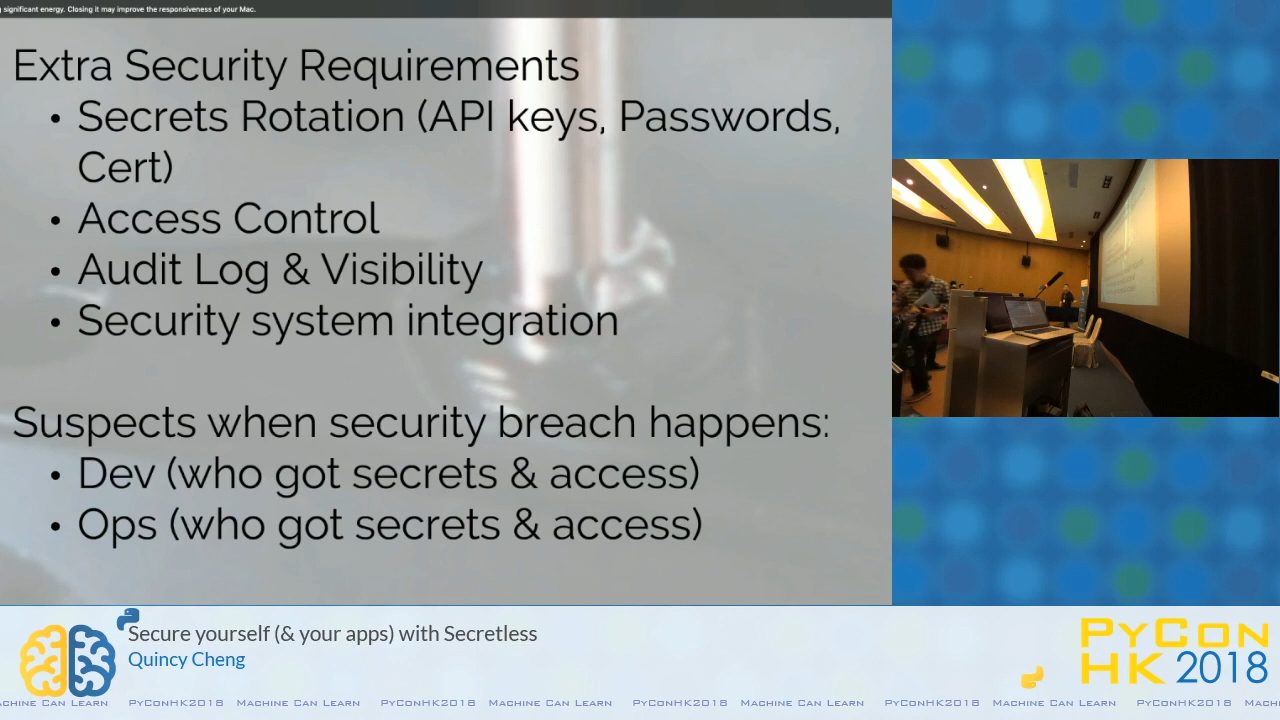 significant energy. Closing it may improve the responsiveness of your Mac.
Extra Security Requirements
• Secrets Rotation (API keys, Passwords,
Cert)
• Access Control
• Audit Log & Visibility
• Security system integration
Suspects when security breach happens:
• Dev (who got secrets & access)
• Ops (who got secrets & access)
Secure yourself (& your apps) with Secretless
Quincy Cheng
PyCon
HK 2018
achine Can Learn PyConHK2018 Machine Can Learn PyConHK2018 Machine Can Learn PyConHK2018 Machine Can Learn PyConHK2018 Machine Can Learn PyConHK2018 Mach